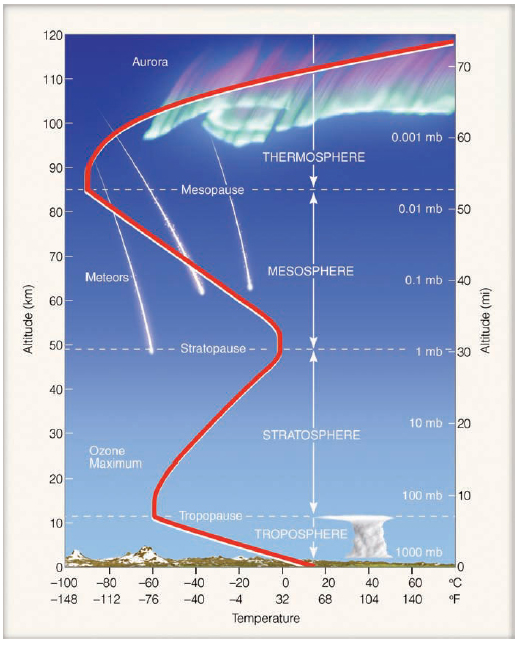 120
Aurora
70
110
100
0.001 mb
60
THERMOSPHERE
90
Mesopause
0.01 mb
50
80
70
Meteors
MESOSPHERE
0.1 mb
40
60
Altitude (km)
Altitude (mi)
50
Stratopause
1 mb
30
40
10 mb
20
30
STRATOSPHERE
Ozone
Maximum
20
100 mb
10
Tropopause
10
TROPOSPHERE
1000 mb
0
0
−100 −80 −60 −40 −20 0 20 40 60 °C
−148 −112 −76 −40 −4 32 68 104 140 °F
Temperature